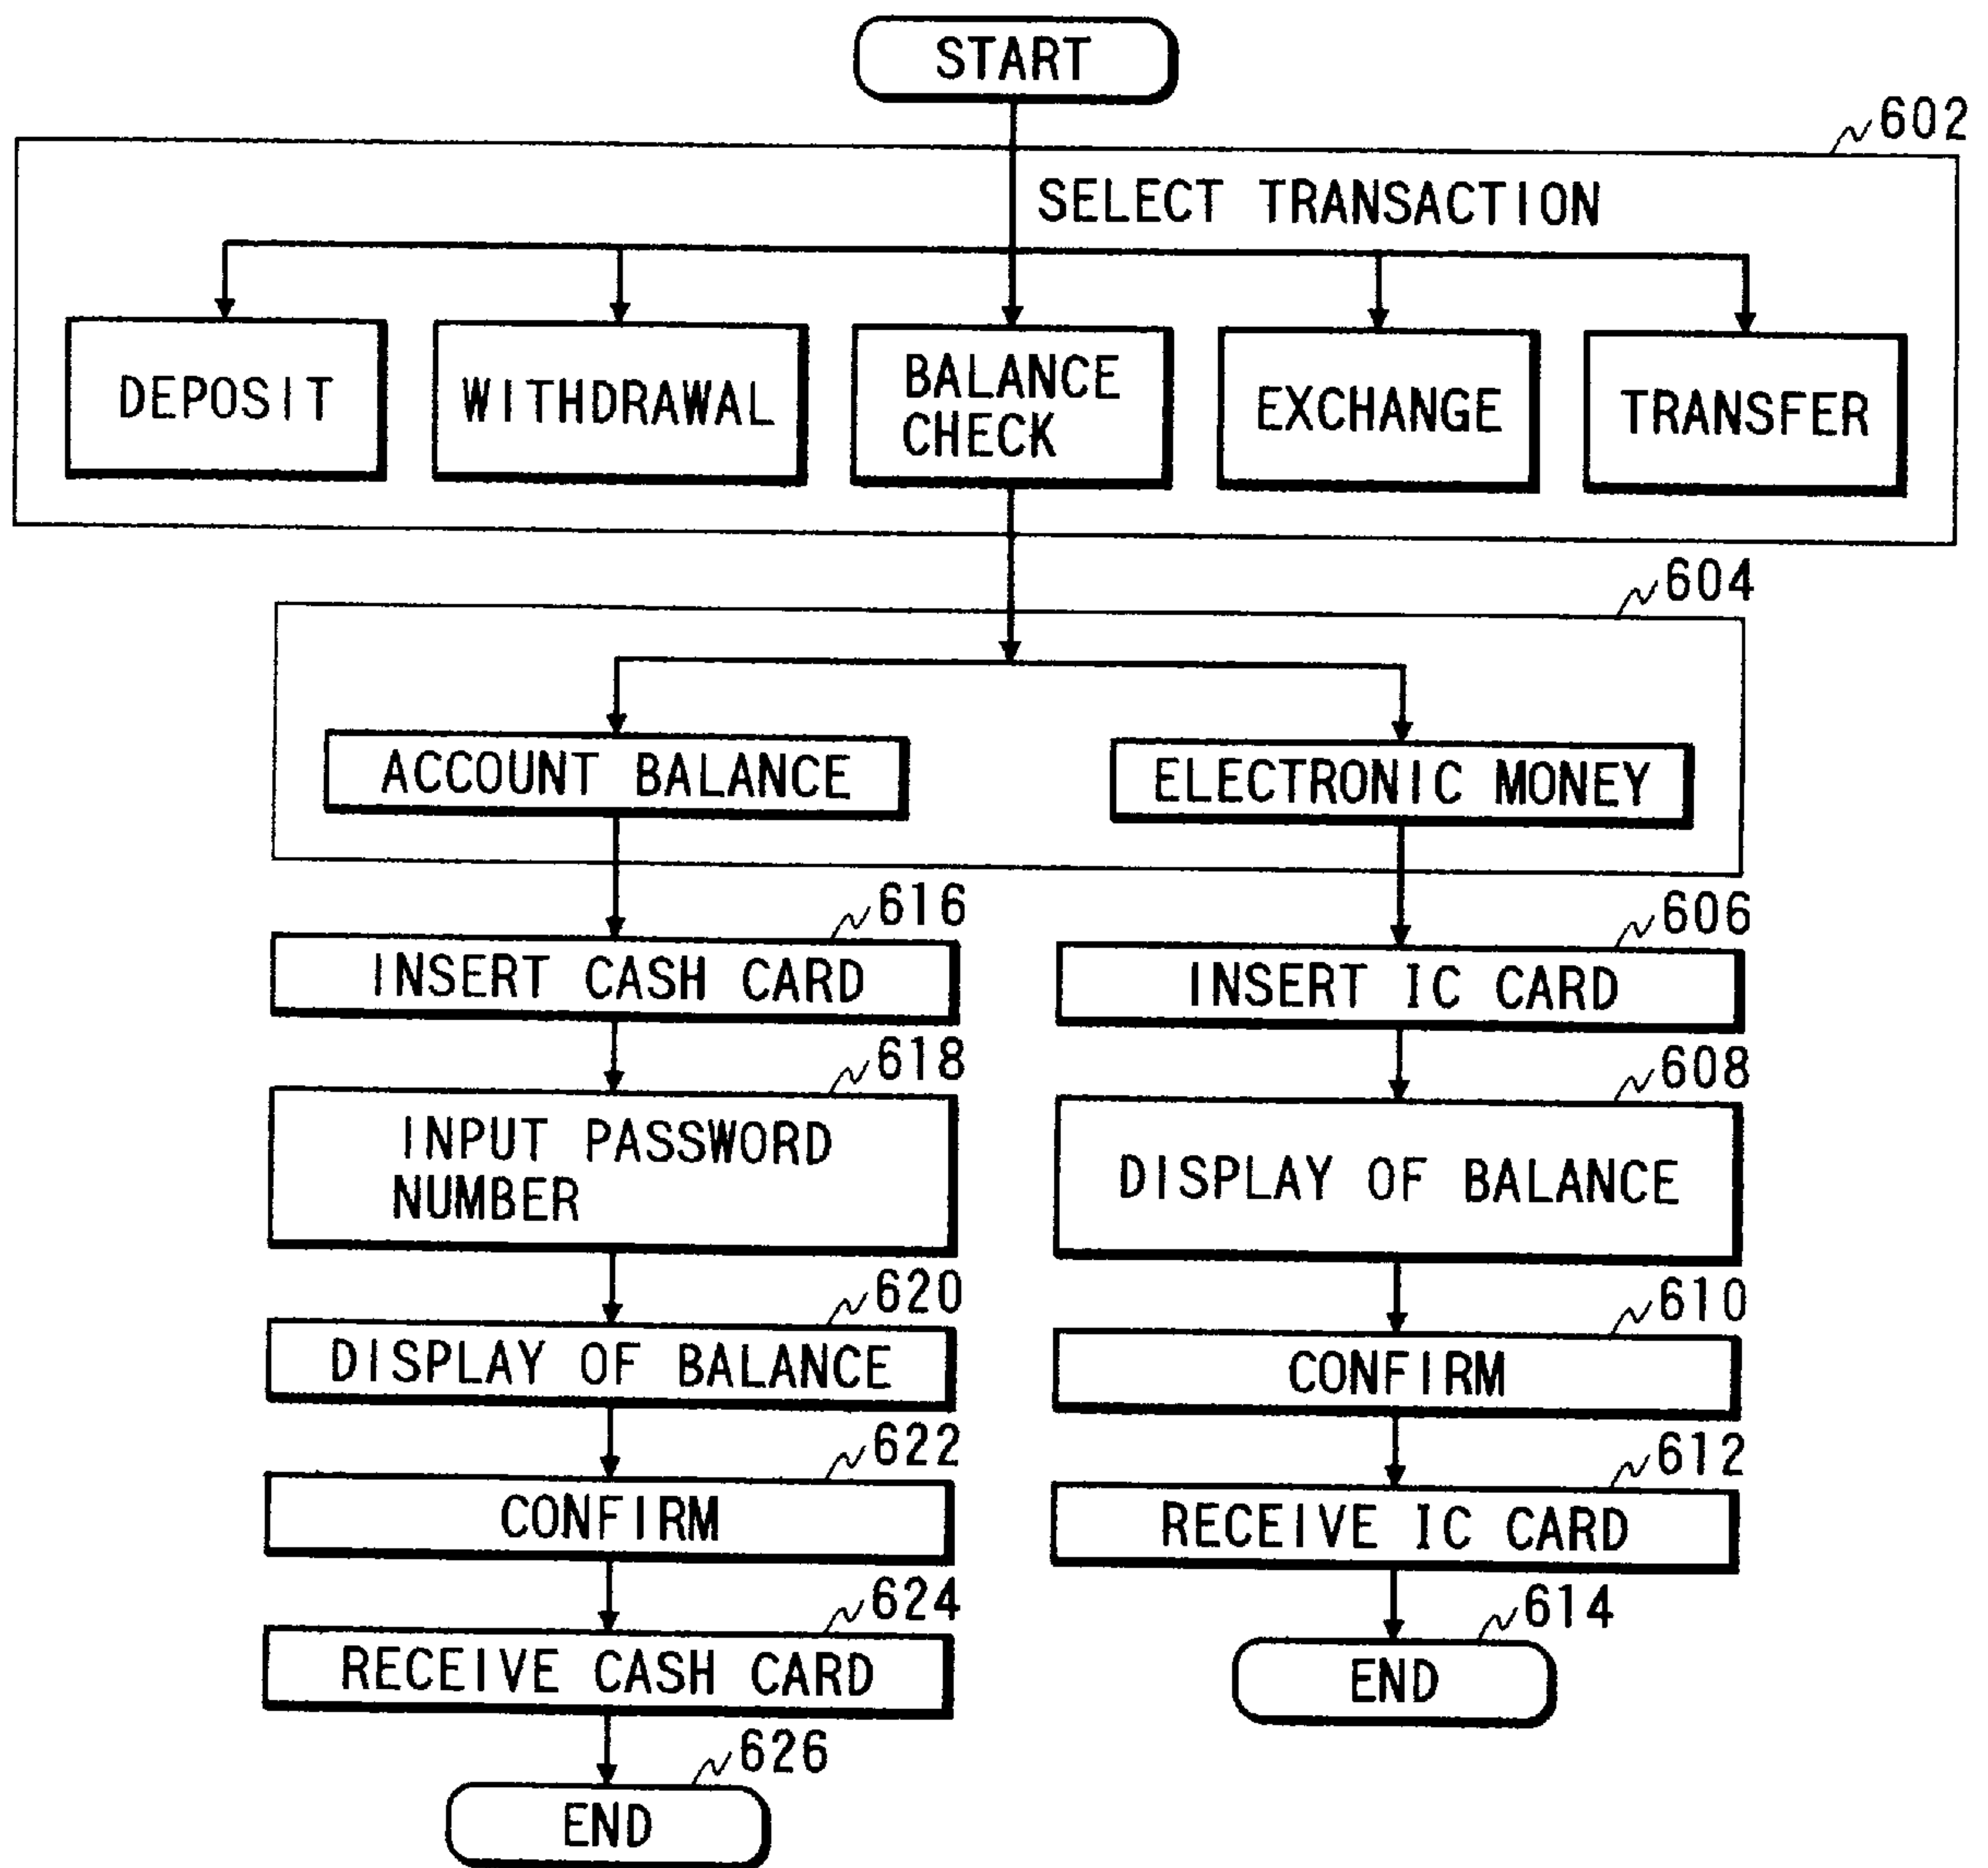 START
602
SELECT TRANSACTION
DEPOSIT
WITHDRAWAL
BALANCE
CHECK
EXCHANGE
TRANSFER
604
ACCOUNT BALANCE
ELECTRONIC MONEY
616
INSERT CASH CARD
618
INPUT PASSWORD
NUMBER
620
DISPLAY OF BALANCE
622
CONFIRM
624
RECEIVE CASH CARD
626
END
606
INSERT IC CARD
608
DISPLAY OF BALANCE
610
CONFIRM
612
RECEIVE IC CARD
614
END